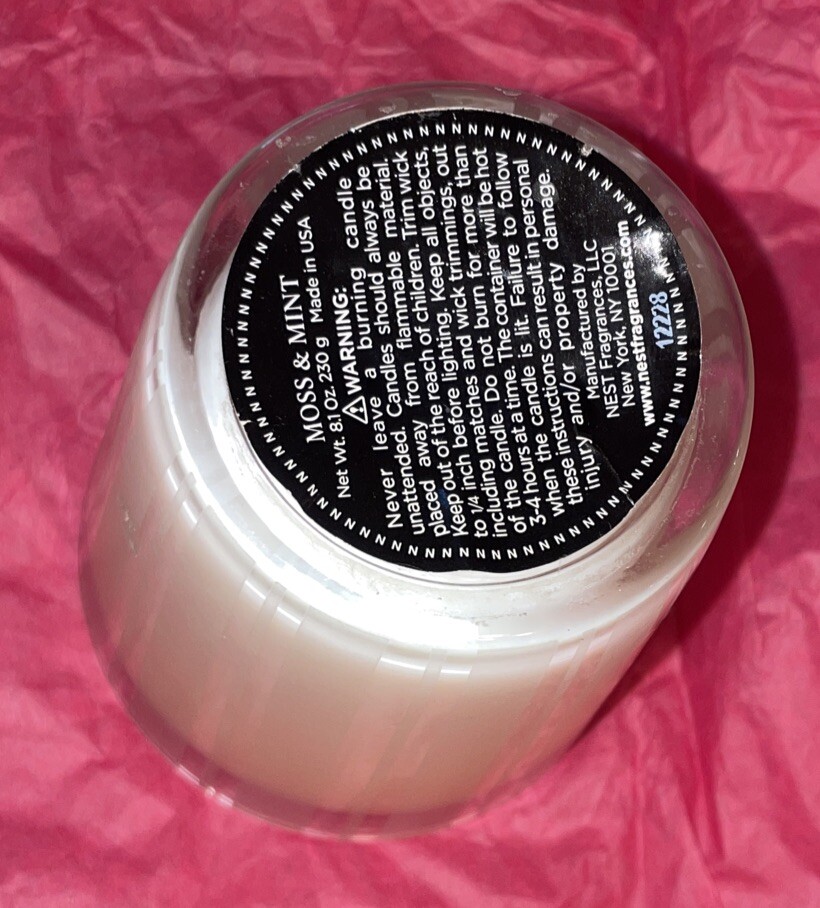 MOSS & MINT
Net Wt. 8.1 Oz. 230 g Made in USA
⚠WARNING:
Never leave a burning candle
unattended. Candles should always be
placed away from flammable material.
Keep out of the reach of children. Trim wick
to 1/4 inch before lighting. Keep all objects,
including matches and wick trimmings, out
of the candle. Do not burn for more than
3-4 hours at a time. The container will be hot
when the candle is lit. Failure to follow
these instructions can result in personal
injury and/or property damage.
Manufactured by
NEST Fragrances, LLC
New York, NY 10001
www.nestfragrances.com
12228